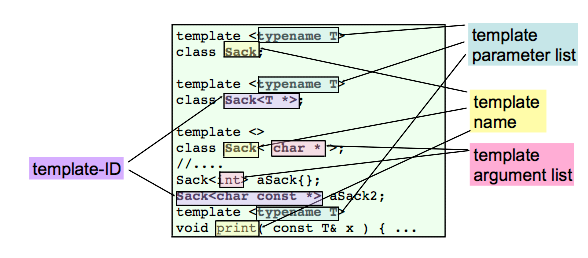 template <typename T>
class Sack;
template <typename T>
class Sack<T *>;
template <>
class Sack< char * >;
//....
Sack<int> aSack{};
Sack<char const *> aSack2;
template <typename T>
void print( const T& x ) { ...
template-ID
template
parameter list
template
name
template
argument list